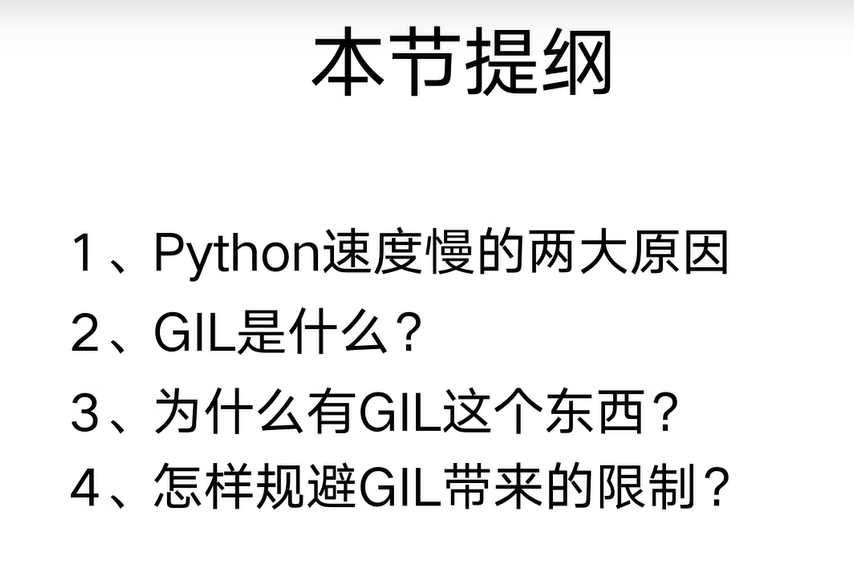 本节提纲
1、Python速度慢的两大原因
2、GIL是什么？
3、为什么有GIL这个东西？
4、怎样规避GIL带来的限制？